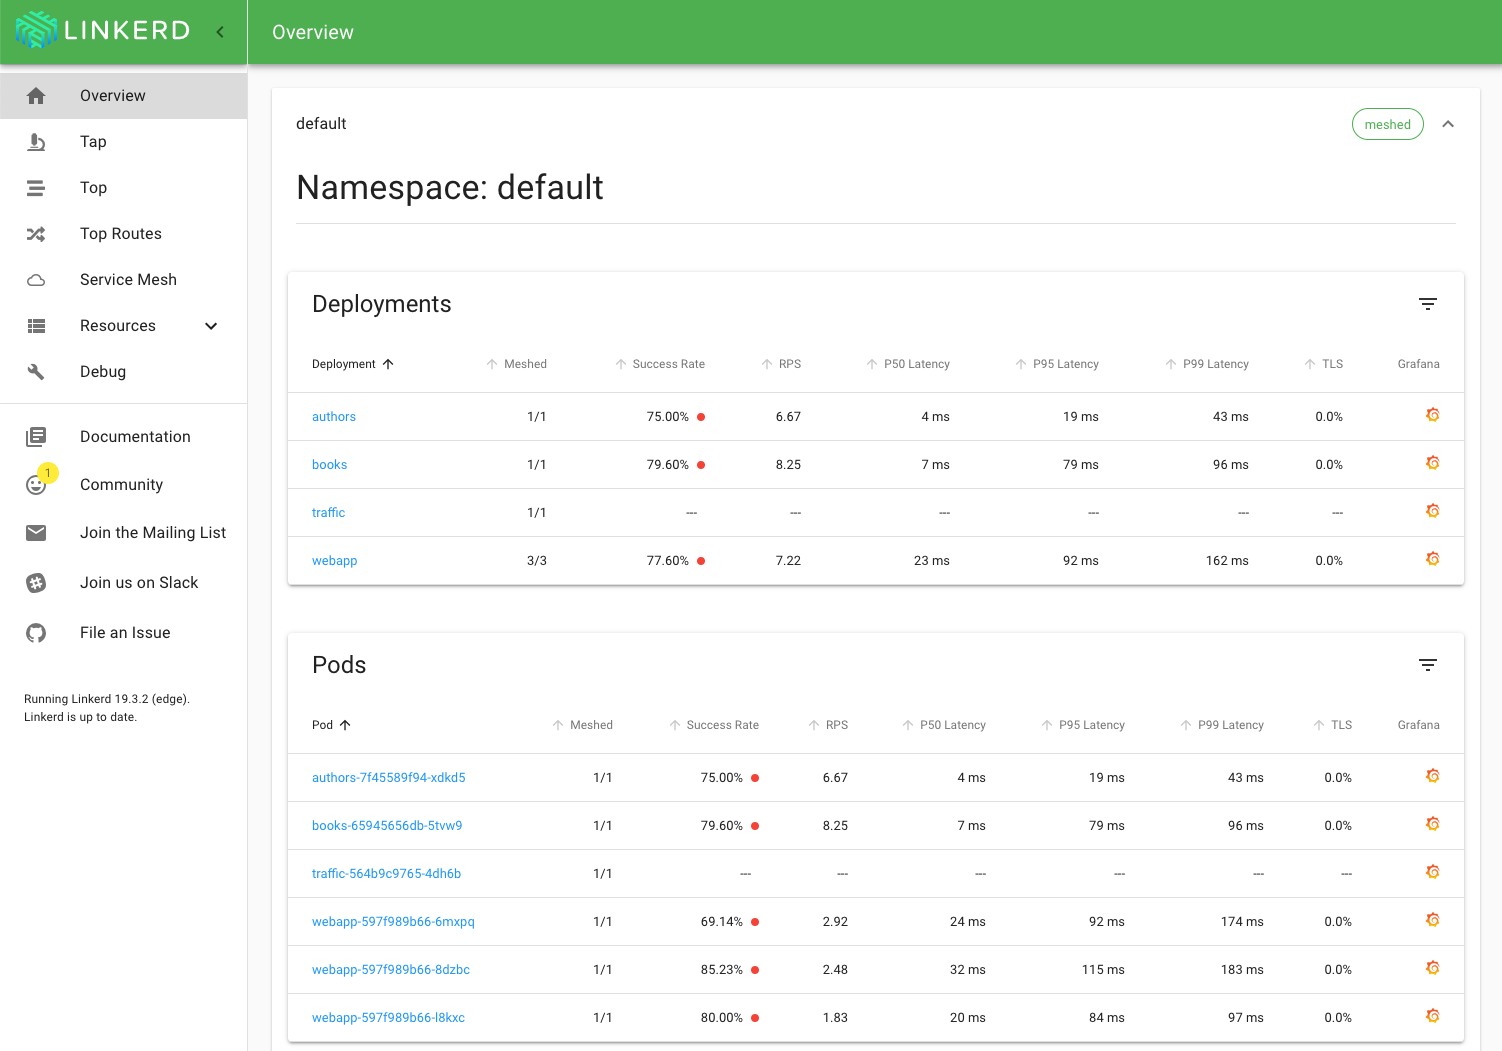 LINKERD
Overview
Overview
Tap
Top
Top Routes
Service Mesh
Resources
Debug
Documentation
1
Community
Join the Mailing List
Join us on Slack
File an Issue
Running Linkerd 19.3.2 (edge).
Linkerd is up to date.
default
meshed
Namespace: default
Deployments
Deployment Meshed Success Rate RPS P50 Latency P95 Latency P99 Latency TLS Grafana
authors 1/1 75.00% 6.67 4 ms 19 ms 43 ms 0.0%
books 1/1 79.60% 8.25 7 ms 79 ms 96 ms 0.0%
traffic 1/1 --- --- --- --- --- ---
webapp 3/3 77.60% 7.22 23 ms 92 ms 162 ms 0.0%
Pods
Pod Meshed Success Rate RPS P50 Latency P95 Latency P99 Latency TLS Grafana
authors-7f45589f94-xdkd5 1/1 75.00% 6.67 4 ms 19 ms 43 ms 0.0%
books-65945656db-5tvw9 1/1 79.60% 8.25 7 ms 79 ms 96 ms 0.0%
traffic-564b9c9765-4dh6b 1/1 --- --- --- --- --- ---
webapp-597f989b66-6mxpq 1/1 69.14% 2.92 24 ms 92 ms 174 ms 0.0%
webapp-597f989b66-8dzbc 1/1 85.23% 2.48 32 ms 115 ms 183 ms 0.0%
webapp-597f989b66-l8kxc 1/1 80.00% 1.83 20 ms 84 ms 97 ms 0.0%